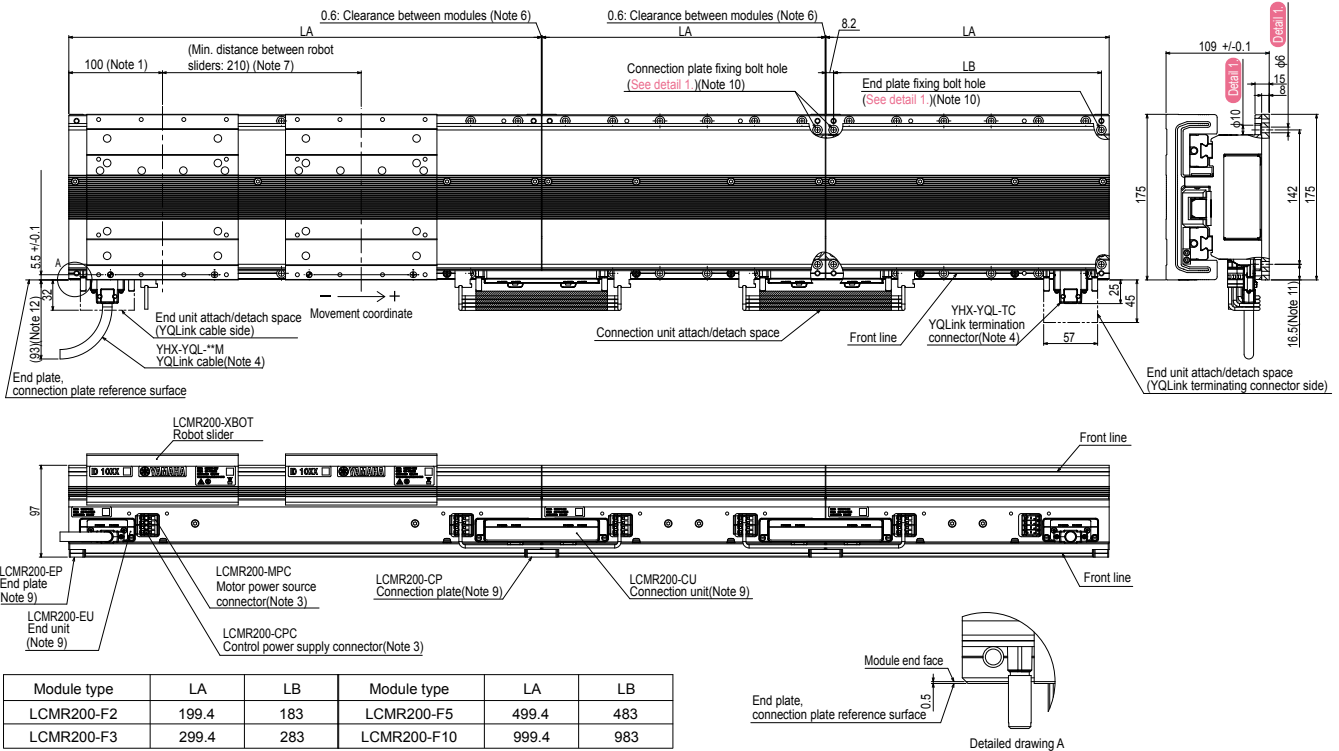 0.6: Clearance between modules (Note 6)
0.6: Clearance between modules (Note 6)
LA
LA
LA
8.2
100 (Note 1)
(Min. distance between robot
sliders: 210) (Note 7)
Connection plate fixing bolt hole
(See detail 1.)(Note 10)
LB
End plate fixing bolt hole
(See detail 1.)(Note 10)
109 +/-0.1
Detail 1.
Detail 1.
φ6
15
8
φ10
175
142
175
16.5(Note 11)
5.5 +/-0.1
A
32
(93)(Note 12)
End unit attach/detach space
(YQLink cable side)
YHX-YQL-**M
YQLink cable(Note 4)
End plate,
connection plate reference surface
− +
Movement coordinate
Connection unit attach/detach space
Front line
YHX-YQL-TC
YQLink termination
connector(Note 4)
25
45
57
End unit attach/detach space
(YQLink terminating connector side)
LCMR200-XBOT
Robot slider
ID 10XX
YAMAHA
ID 10XX
YAMAHA
Front line
97
LCMR200-EP
End plate
(Note 9)
LCMR200-EU
End unit
(Note 9)
LCMR200-MPC
Motor power source
connector(Note 3)
LCMR200-CPC
Control power supply connector(Note 3)
LCMR200-CP
Connection plate(Note 9)
LCMR200-CU
Connection unit(Note 9)
Front line
Module end face
End plate,
connection plate reference surface
0.5
Detailed drawing A
Module type LA LB Module type LA LB
LCMR200-F2 199.4 183 LCMR200-F5 499.4 483
LCMR200-F3 299.4 283 LCMR200-F10 999.4 983